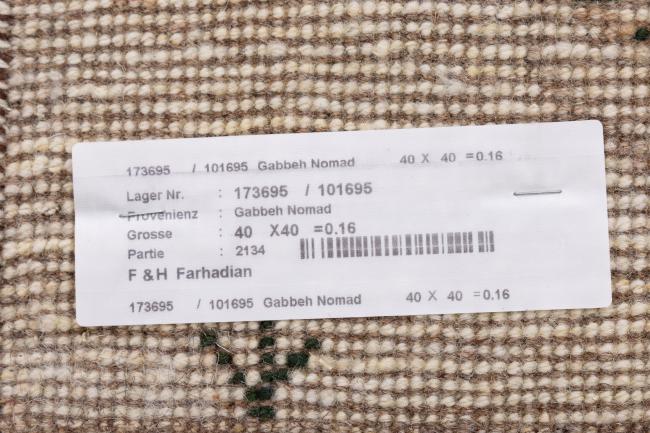 173695 / 101695 Gabbeh Nomad 40 X 40 =0.16
Lager Nr. : 173695 / 101695
Provenienz : Gabbeh Nomad
Grosse : 40 X40 =0.16
Partie : 2134
F &H Farhadian
173695 / 101695 Gabbeh Nomad 40 X 40 =0.16